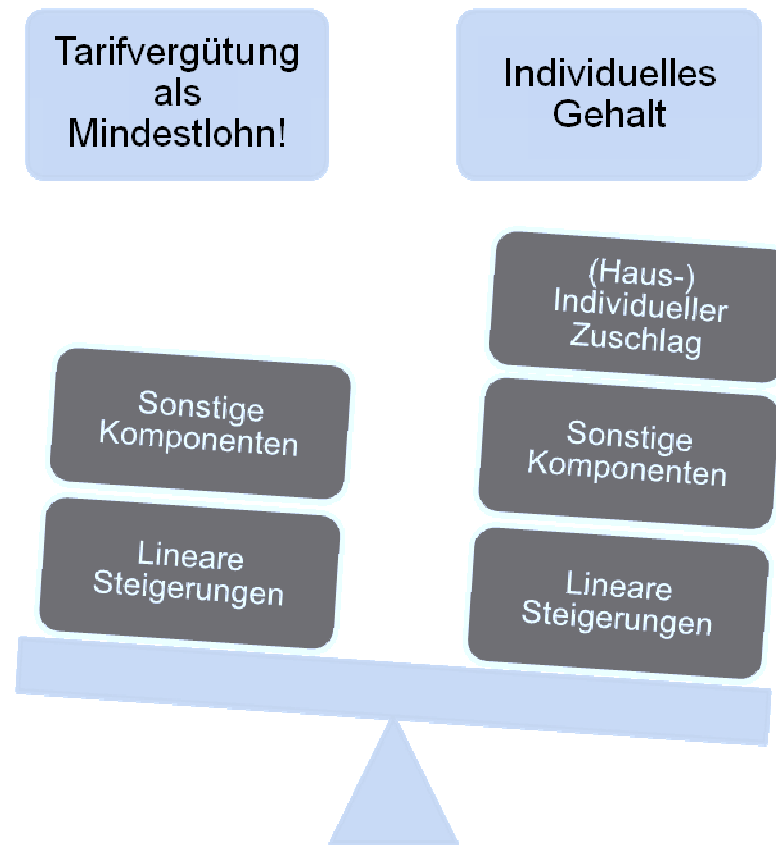 Tarifvergütung
als
Mindestlohn!
Individuelles
Gehalt
Sonstige
Komponenten
Lineare
Steigerungen
(Haus-)
Individueller
Zuschlag
Sonstige
Komponenten
Lineare
Steigerungen